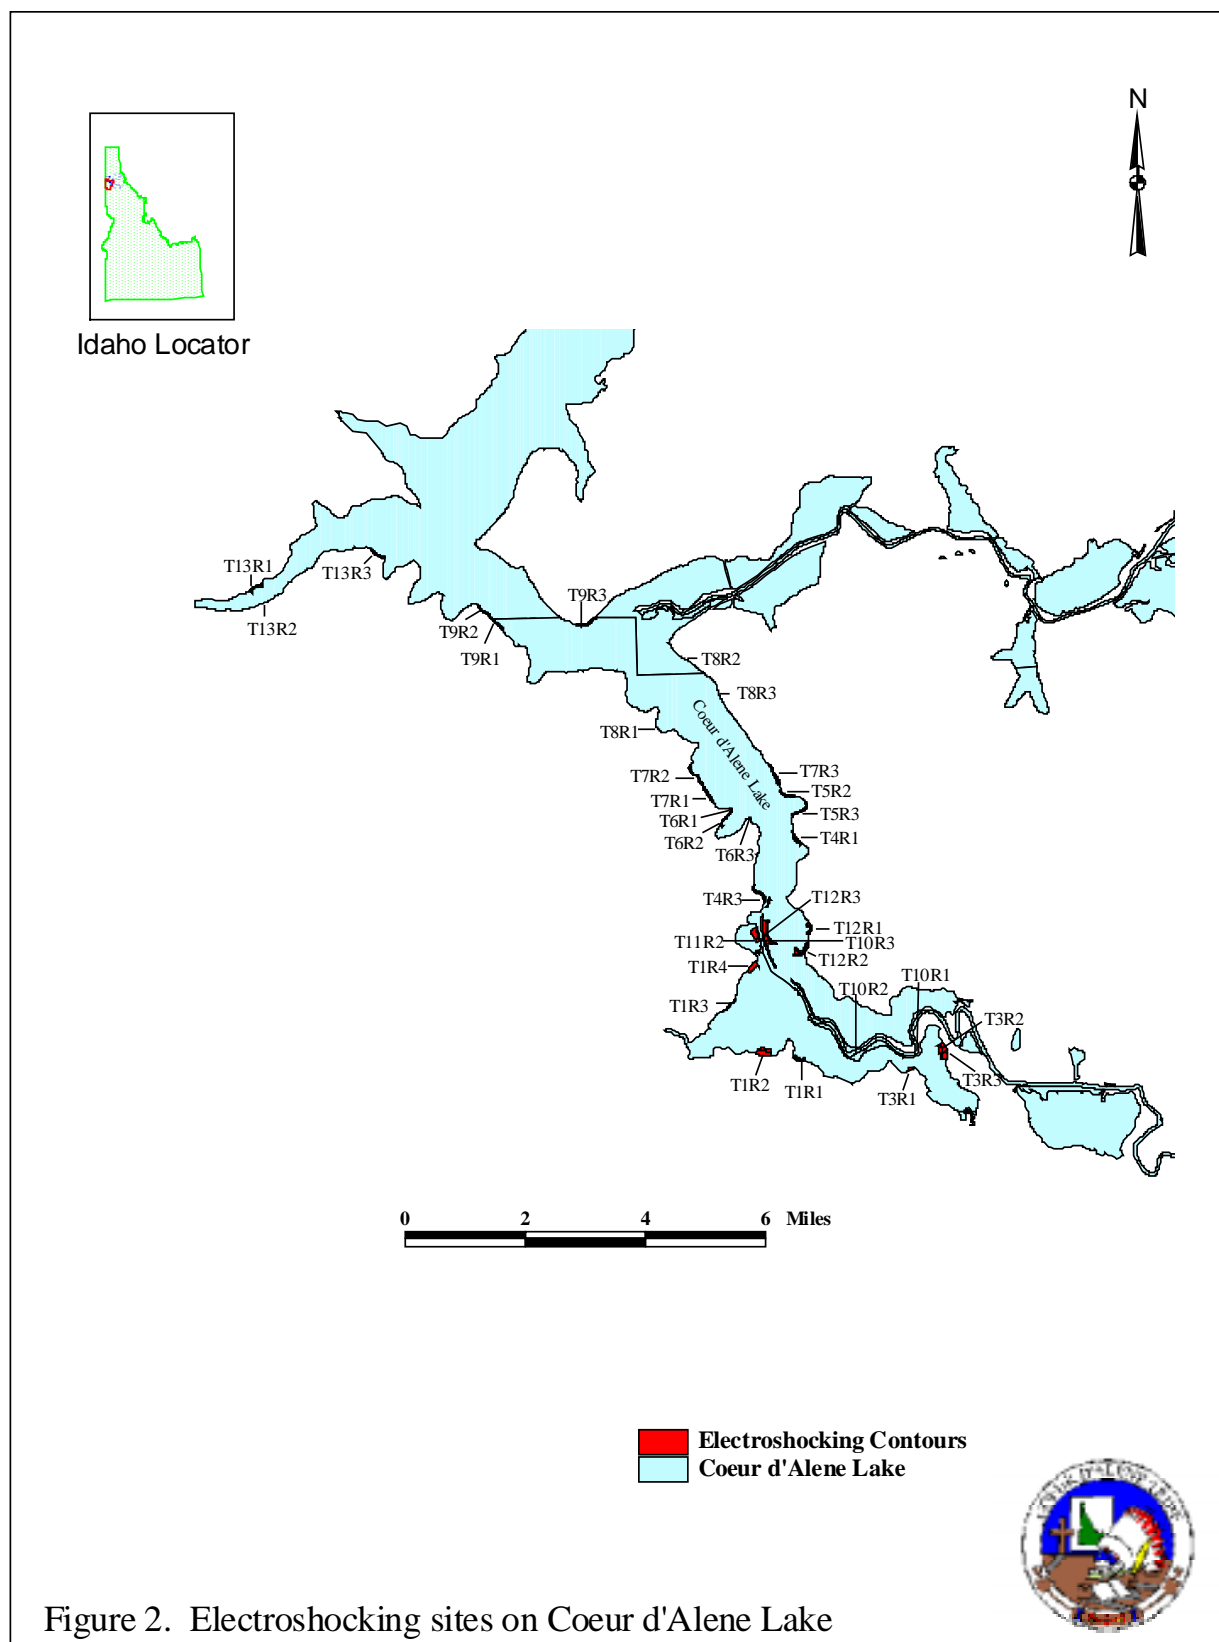 N
Idaho Locator
T13R1
T13R3
T13R2
T9R3
T9R2
T9R1
T8R2
T8R3
T8R1
Coeur d'Alene Lake
T7R3
T7R2
T5R2
T7R1
T5R3
T6R1
T6R2
T4R1
T6R3
T4R3
T12R3
T12R1
T11R2
T10R3
T12R2
T1R4
T10R1
T10R2
T1R3
T3R2
T1R2
T1R1
T3R1
T3R3
0 2 4 6 Miles
Electroshocking Contours
Coeur d'Alene Lake
Figure 2. Electroshocking sites on Coeur d'Alene Lake